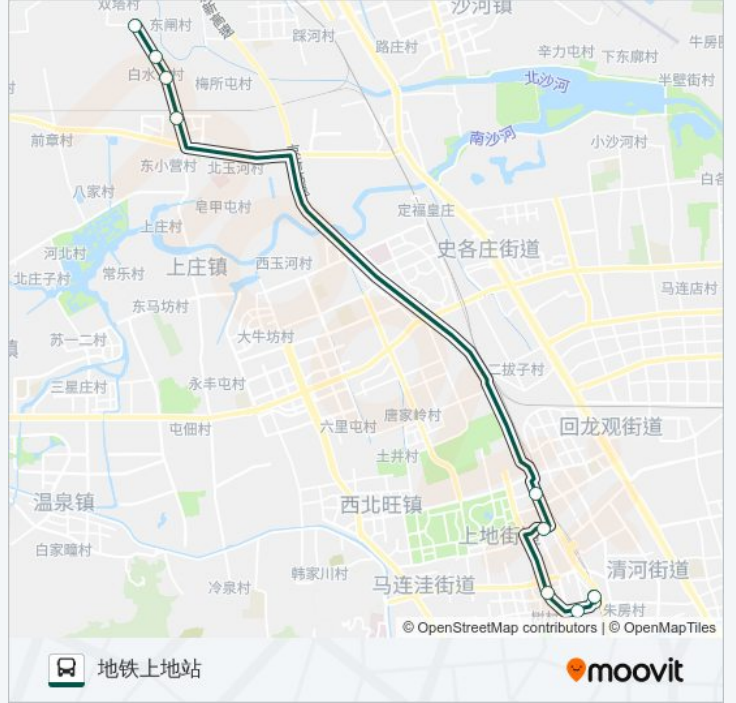 双塔村
东闸村
沙河镇
踩河村
路庄村
辛力屯村
下东廓村
白水
村
梅所屯村
北沙河
半壁街村
前章村
南沙河
小沙河村
东小营村
北玉河村
八家村
皂甲屯村
定福皇庄
上庄村
史各庄街道
河北村
西玉河村
上庄镇
北庄子村
常乐村
马连店村
东马坊村
苏一二村
大牛坊村
镇
二拔子村
三星庄村
永丰屯村
唐家岭村
屯佃村
六里屯村
回龙观街道
土井村
温泉镇
西北旺镇
上地街
白家疃村
韩家川村
清河街道
冷泉村
马连洼街道
朱房村
© OpenStreetMap contributors | © OpenMapTiles
地铁上地站
moovit